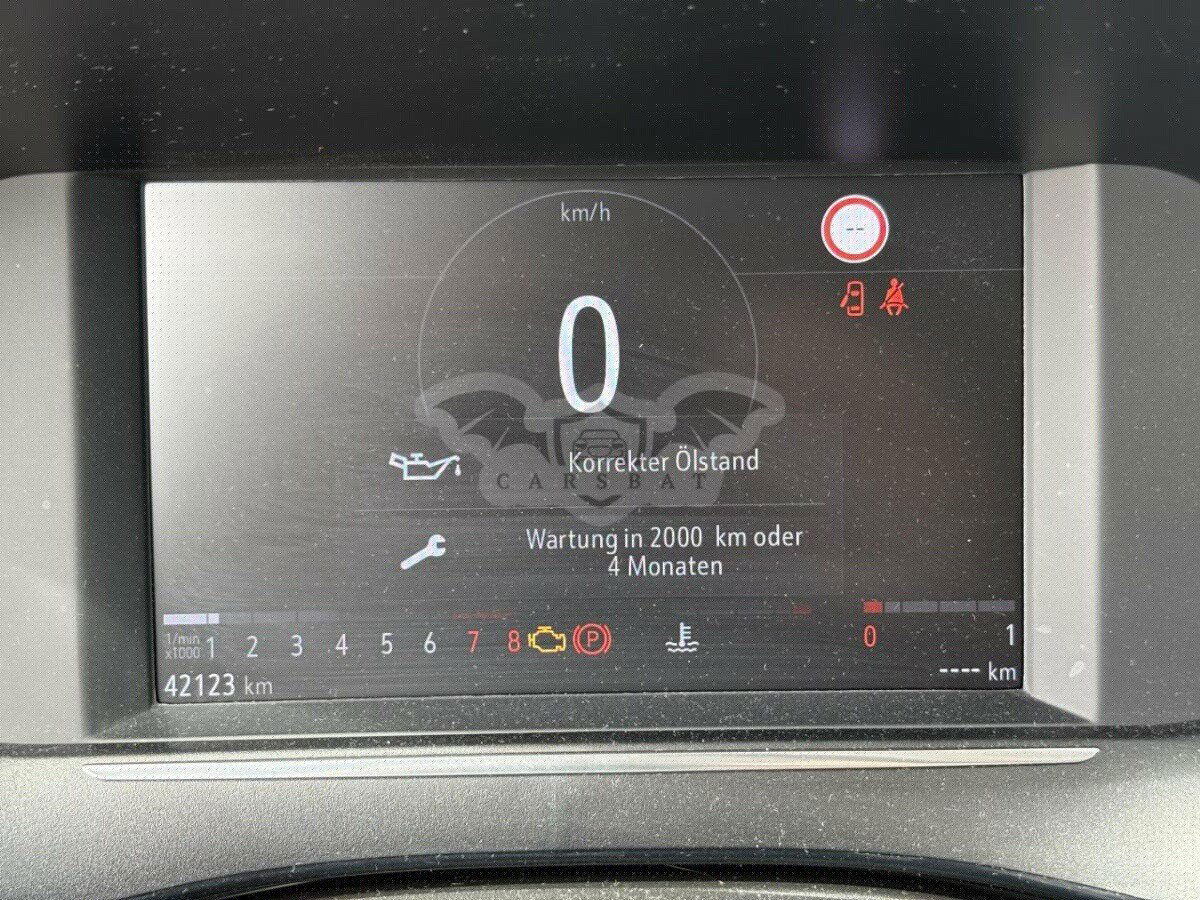 km/h
0
--
Korrekter Ölstand
CARSBAT
Wartung in 2000 km oder
4 Monaten
1/min
x1000 1 2 3 4 5 6 7 8 P 0 1
42123 km ---- km